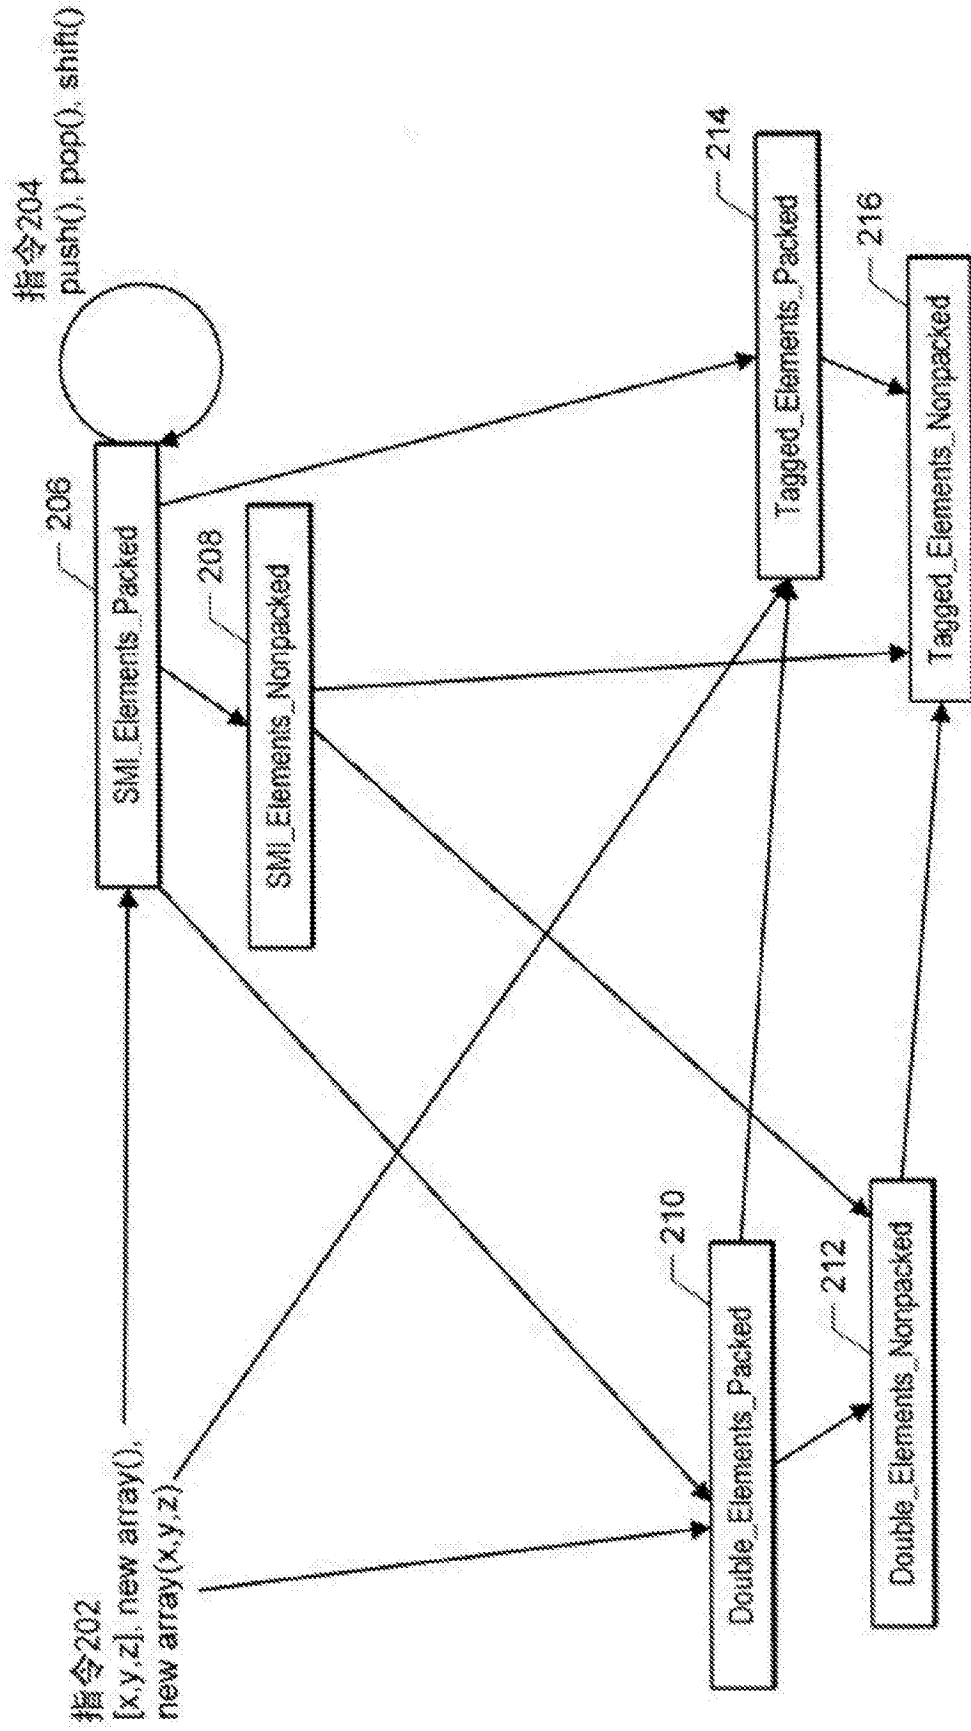 指令202
[x,y,z], new array(),
new array(x,y,z)
指令204
push(), pop(), shift()
206
SMI_Elements_Packed
208
SMI_Elements_Nonpacked
210
Double_Elements_Packed
212
Double_Elements_Nonpacked
214
Tagged_Elements_Packed
216
Tagged_Elements_Nonpacked